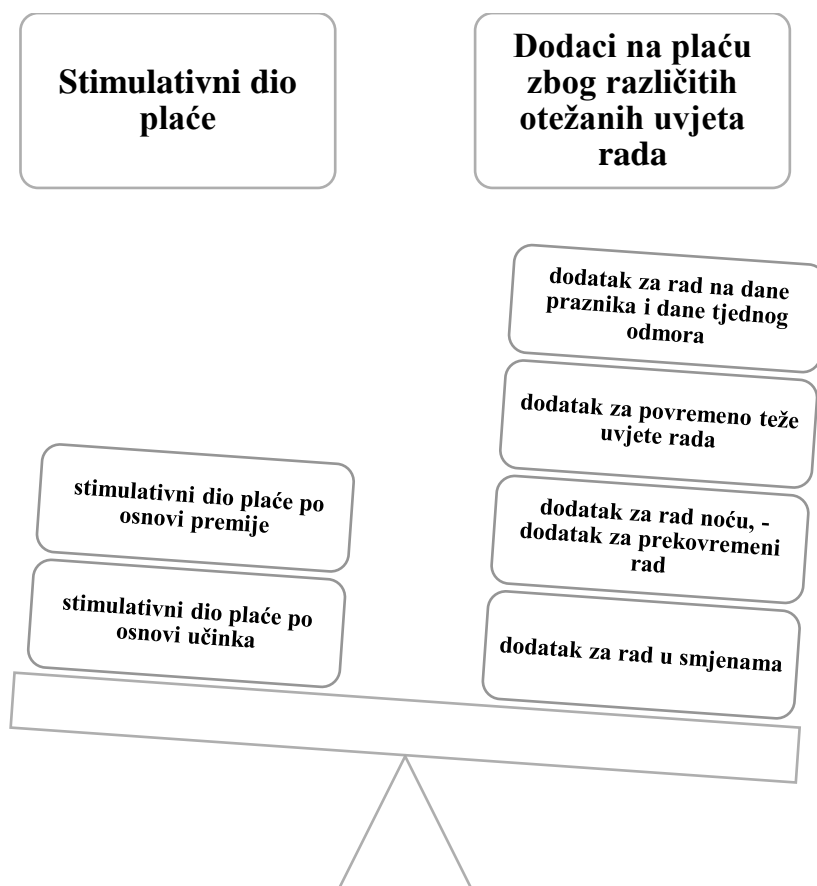 Stimulativni dio
plaće
Dodaci na plaću
zbog različitih
otežanih uvjeta
rada
stimulativni dio plaće po
osnovi premije
stimulativni dio plaće po
osnovi učinka
dodatak za rad na dane
praznika i dane tjednog
odmora
dodatak za povremeno teže
uvjete rada
dodatak za rad noću, -
dodatak za prekovremeni
rad
dodatak za rad u smjenama